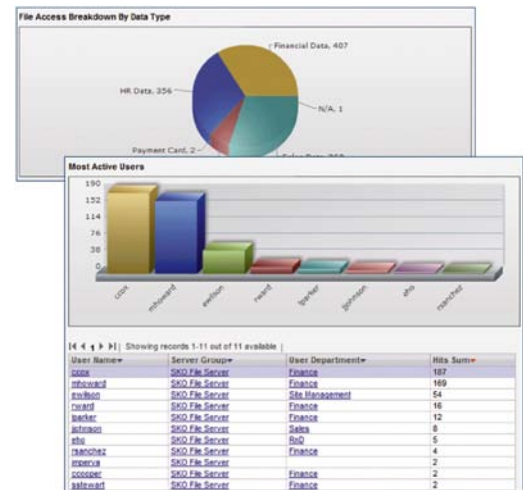 File Access Breakdown By Data Type
Financial Data, 407
HR Data, 356
N/A, 1
Payment Card, 2
Most Active Users
190
152
114
76
38
0
ccox
mhoward
ewilson
rward
lparker
jjohnson
eho
rsanchez
1 | Showing records 1-11 out of 11 available |
User Name Server Group User Department Hits Sum
ccox SKO File Server Finance 187
mhoward SKO File Server Finance 169
ewilson SKO File Server Site Management 54
rward SKO File Server Finance 16
lparker SKO File Server Finance 12
jjohnson SKO File Server Sales 8
eho SKO File Server RnD 5
rsanchez SKO File Server Finance 4
imperva SKO File Server 2
ccooper SKO File Server Finance 2
sstewart SKO File Server Finance 2